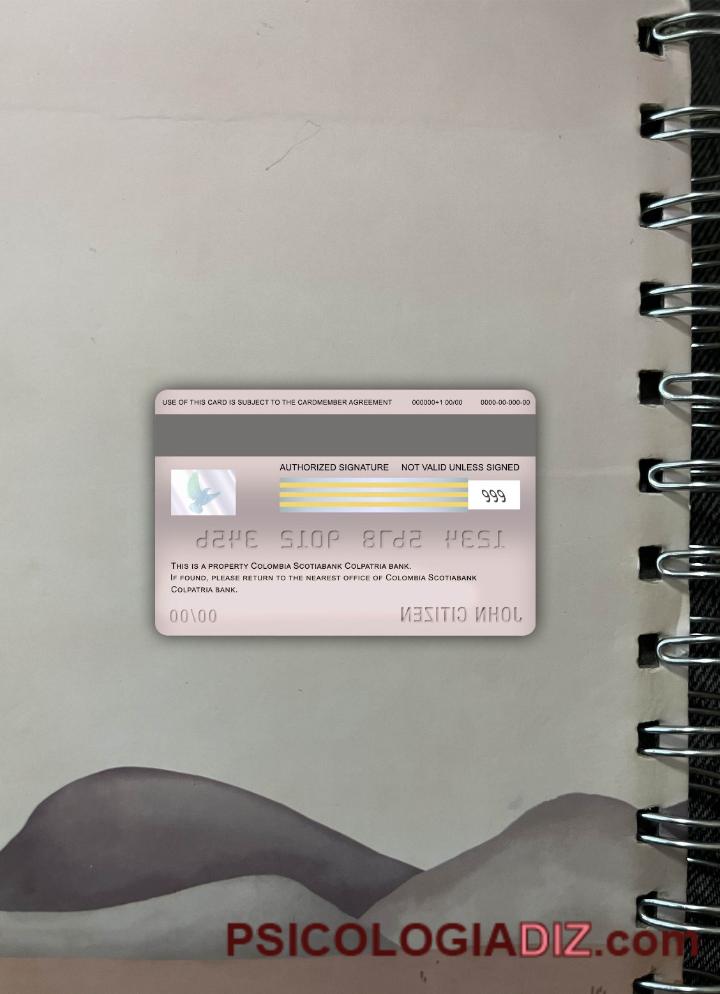 USE OF THIS CARD IS SUBJECT TO THE CARDMEMBER AGREEMENT 000000+1 00/00 0000-00-000-00
AUTHORIZED SIGNATURE NOT VALID UNLESS SIGNED
999
1234 5678 9012 3456
THIS IS A PROPERTY COLOMBIA SCOTIABANK COLPATRIA BANK.
IF FOUND, PLEASE RETURN TO THE NEAREST OFFICE OF COLOMBIA SCOTIABANK
COLPATRIA BANK.
00/00 JOHN CITIZEN
PSICOLOGIADIZ.com